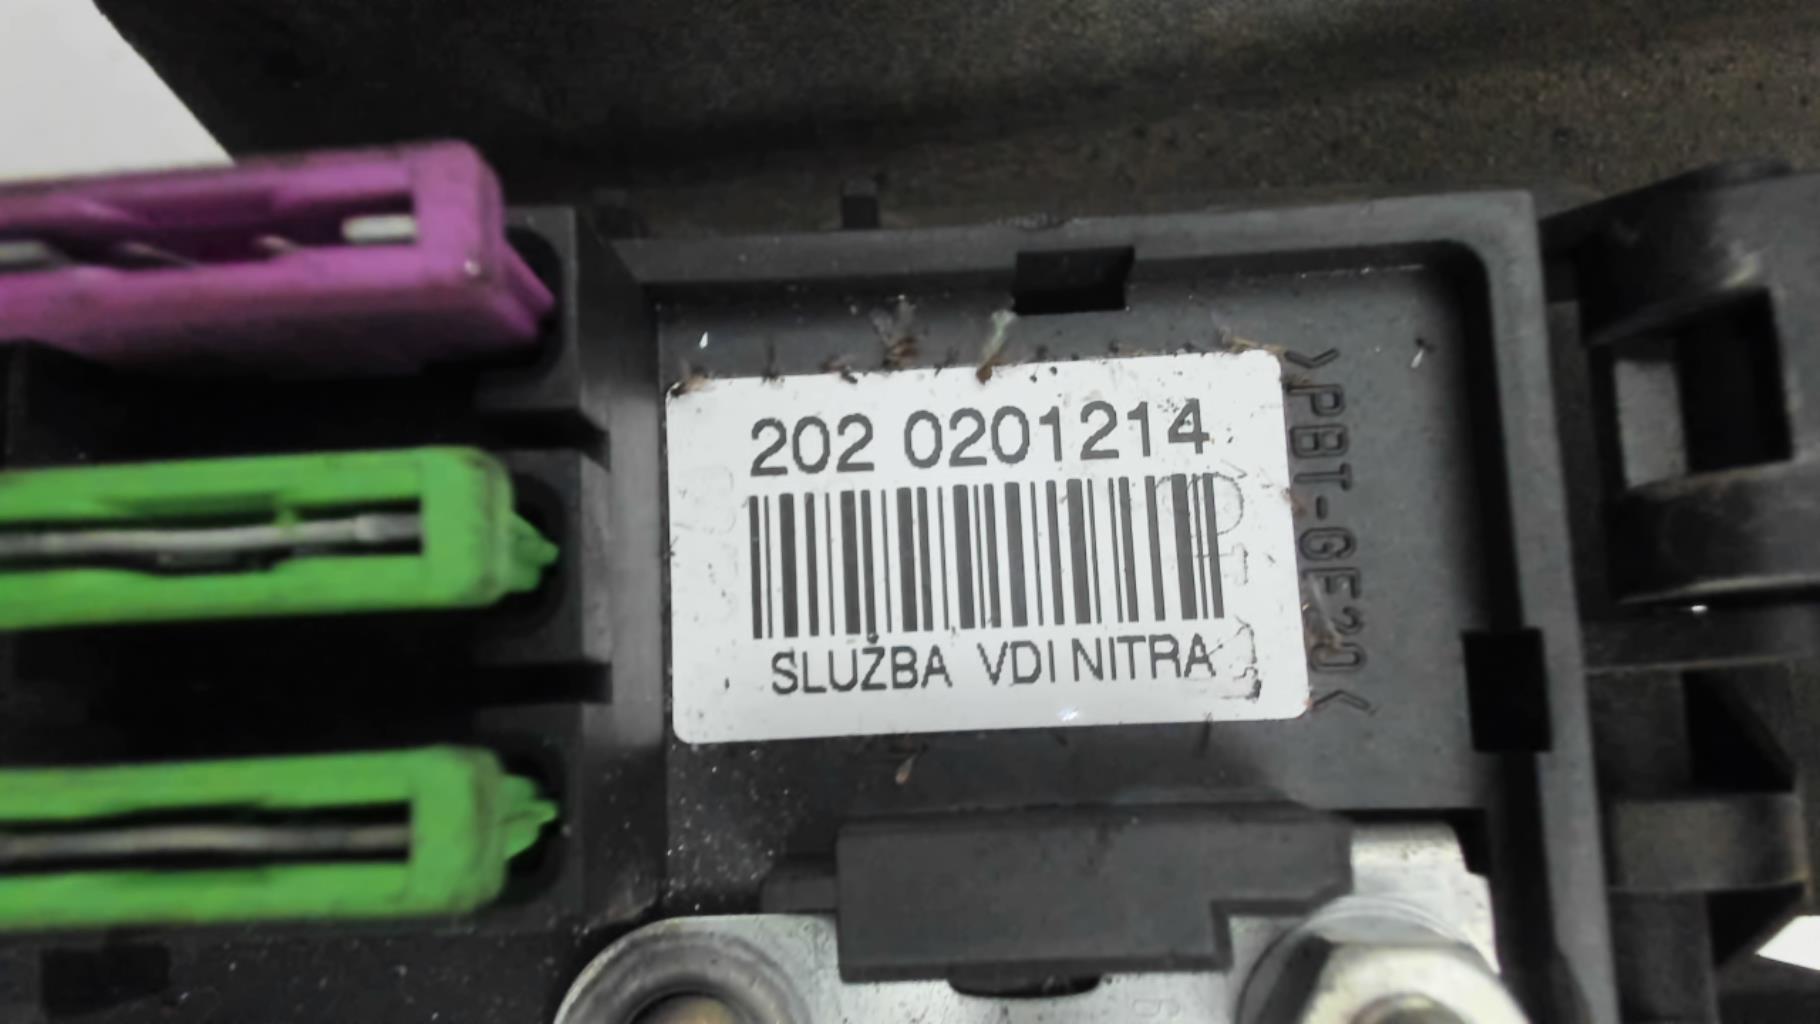 202 0201214
SLUŽBA VDI NITRA
>PBT-GF20<